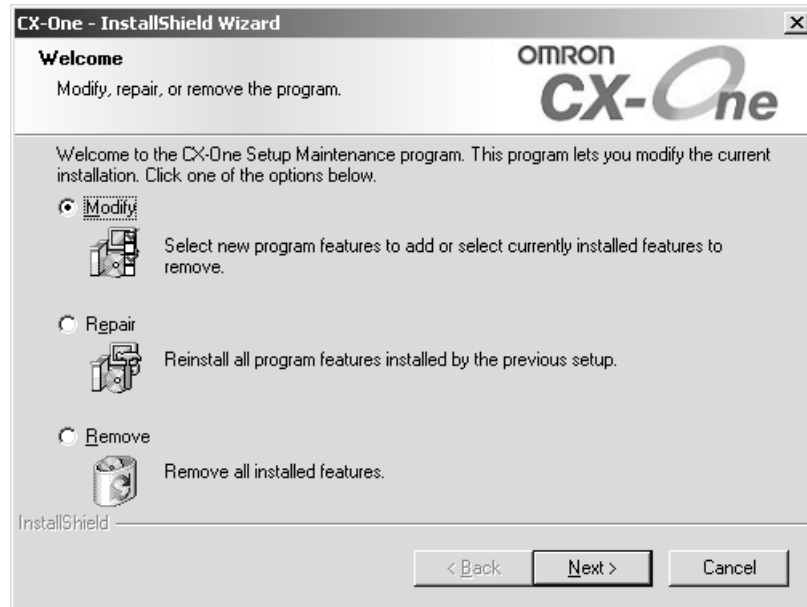 CX-One - InstallShield Wizard
Welcome
Modify, repair, or remove the program.
OMRON
CX-One
Welcome to the CX-One Setup Maintenance program. This program lets you modify the current
installation. Click one of the options below.
Modify
Select new program features to add or select currently installed features to
remove.
Repair
Reinstall all program features installed by the previous setup.
Remove
Remove all installed features.
InstallShield
< Back
Next >
Cancel